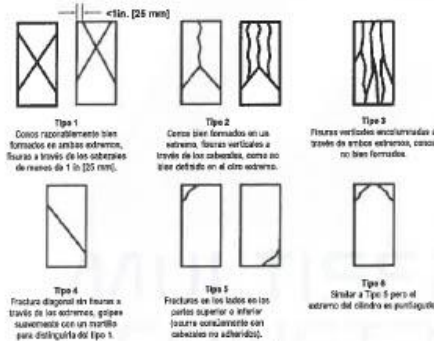 <1in. [25 mm]
Tipo 1
Conos razonablemente bien
formados en ambos extremos,
fisuras a través de los cabezales
de menos de 1 in [25 mm].
Tipo 2
Conos bien formados en un
extremo, fisuras verticales a
través de los cabezales, cono no
bien definido en el otro extremo.
Tipo 3
Fisuras verticales encolumnadas a
través de ambos extremos, conos
no bien formados.
Tipo 4
Fractura diagonal sin fisuras a
través de los extremos, golpee
suavemente con un martillo
para distinguirla del tipo 1.
Tipo 5
Fracturas en los lados en las
partes superior o inferior
(ocurre comúnmente con
cabezales no adheridos).
Tipo 6
Similar a Tipo 5 pero el
extremo del cilindro es puntiagudo.